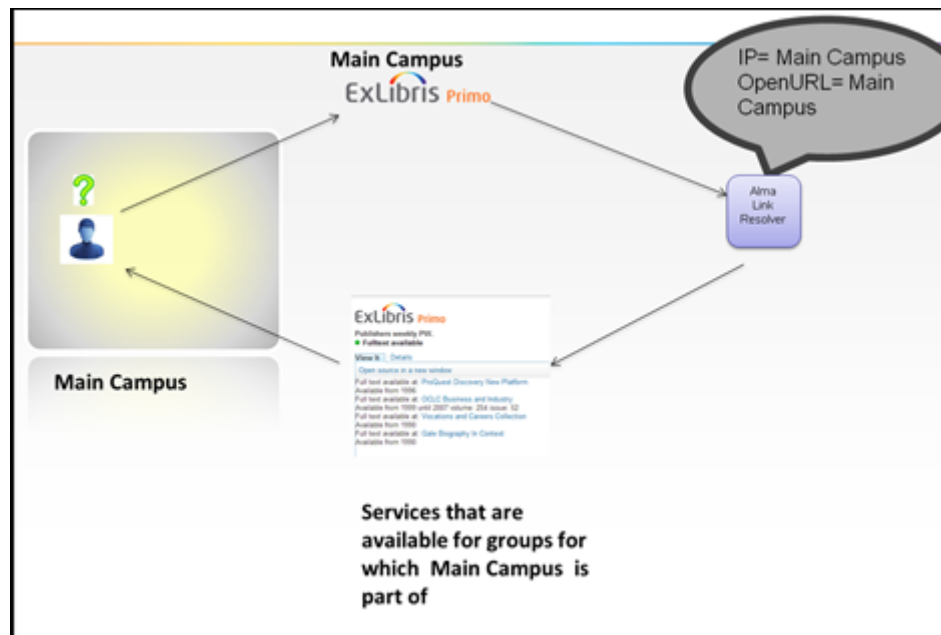 Main Campus
ExLibris Primo
IP= Main Campus
OpenURL= Main
Campus
Alma
Link
Resolver
?
Main Campus
ExLibris Primo
Publishers weekly PW.
Fulltext available
View It Details
Open source in a new window
Full text available at: ProQuest Discovery New Platform
Available from 1996
Full text available at: OCLC Business and Industry
Available from 1999 until 2007 volume: 254 issue: 52
Full text available at: Vocations and Careers Collection
Available from 1990
Full text available at: Gale Biography In Context
Available from 1990
Services that are
available for groups for
which Main Campus is
part of